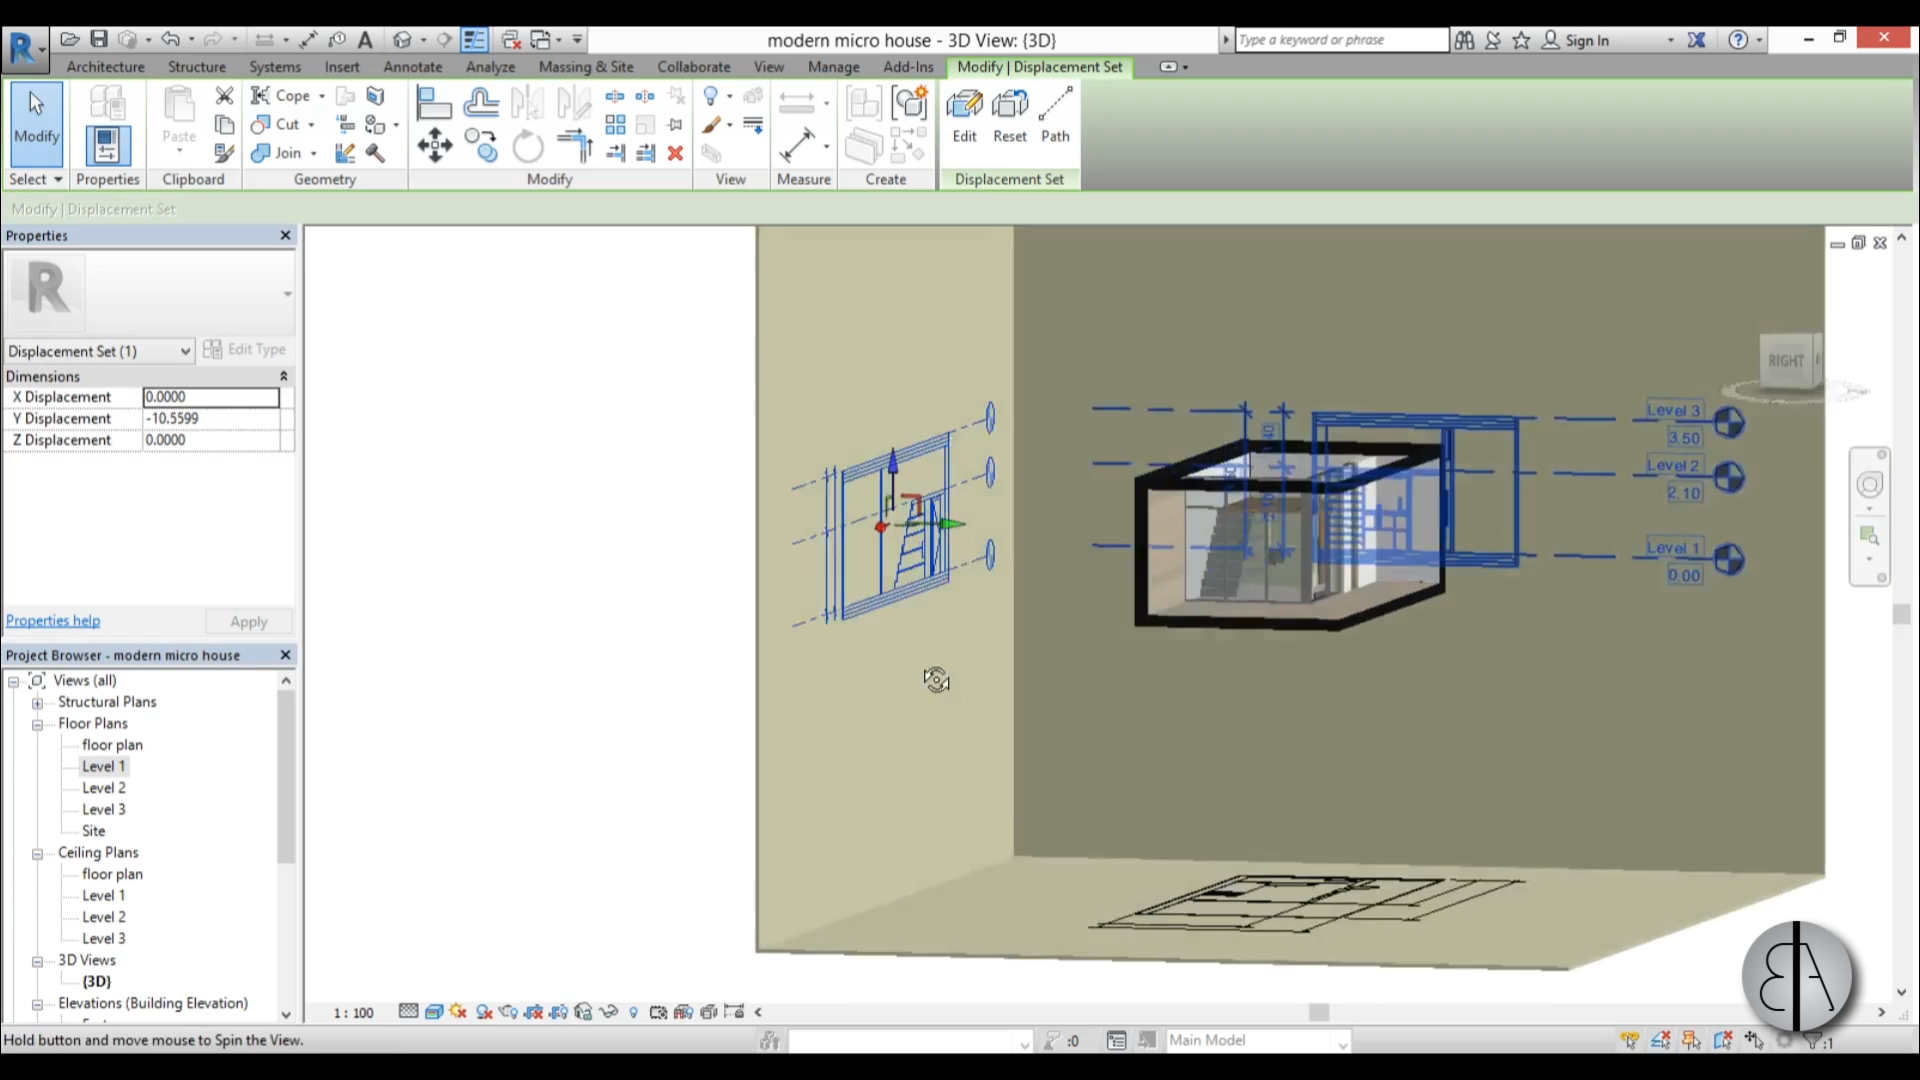 modern micro house - 3D View: {3D}
Type a keyword or phrase
Sign In
Architecture Structure Systems Insert Annotate Analyze Massing & Site Collaborate View Manage Add-Ins Modify | Displacement Set
Modify
Paste
Cope
Cut
Join
Edit Reset Path
Select Properties Clipboard Geometry Modify View Measure Create Displacement Set
Modify | Displacement Set
Properties
Displacement Set (1)
Edit Type
Dimensions
X Displacement 0.0000
Y Displacement -10.5599
Z Displacement 0.0000
Properties help
Apply
Project Browser - modern micro house
Views (all)
Structural Plans
Floor Plans
floor plan
Level 1
Level 2
Level 3
Site
Ceiling Plans
floor plan
Level 1
Level 2
Level 3
3D Views
{3D}
Elevations (Building Elevation)
RIGHT
Level 3
3.50
Level 2
2.10
Level 1
0.00
1 : 100
Hold button and move mouse to Spin the View.
:0
Main Model
:1